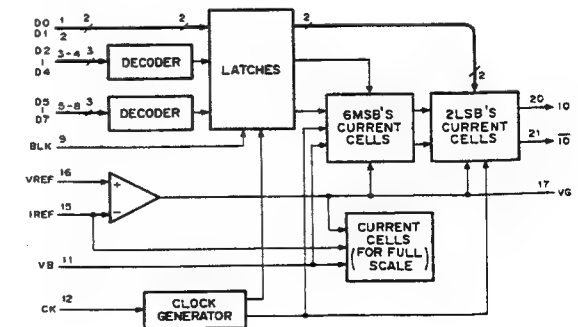 D0 1 2 2 2
D1 2
D2 3-4 3 DECODER
|
D4
LATCHES
D5 5-8 3 DECODER
|
D7
BLK 9
2
6MSB'S
CURRENT
CELLS
2LSB'S
CURRENT
CELLS
20 IO
21 IO
VREF 16 +
IREF 15 −
17 VG
CURRENT
CELLS
(FOR FULL
SCALE)
VB 11
CK 12
CLOCK
GENERATOR